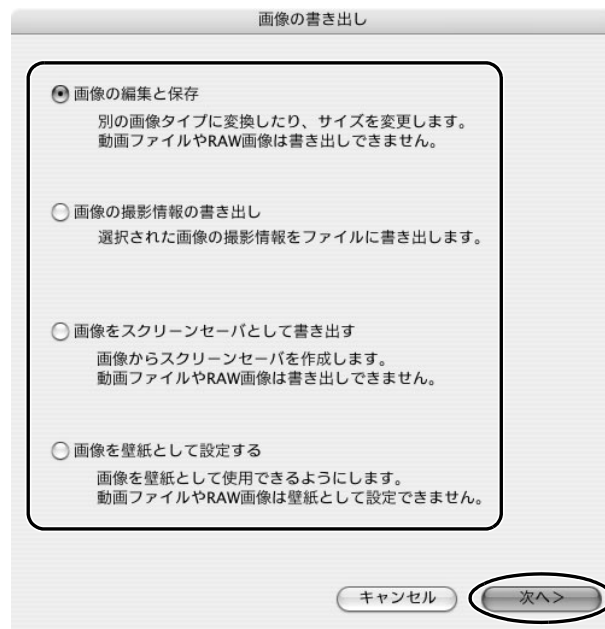 画像の書き出し
画像の編集と保存
別の画像タイプに変換したり、サイズを変更します。
動画ファイルやRAW画像は書き出しできません。
画像の撮影情報の書き出し
選択された画像の撮影情報をファイルに書き出します。
画像をスクリーンセーバとして書き出す
画像からスクリーンセーバを作成します。
動画ファイルやRAW画像は書き出しできません。
画像を壁紙として設定する
画像を壁紙として使用できるようにします。
動画ファイルやRAW画像は壁紙として設定できません。
キャンセル 次へ>